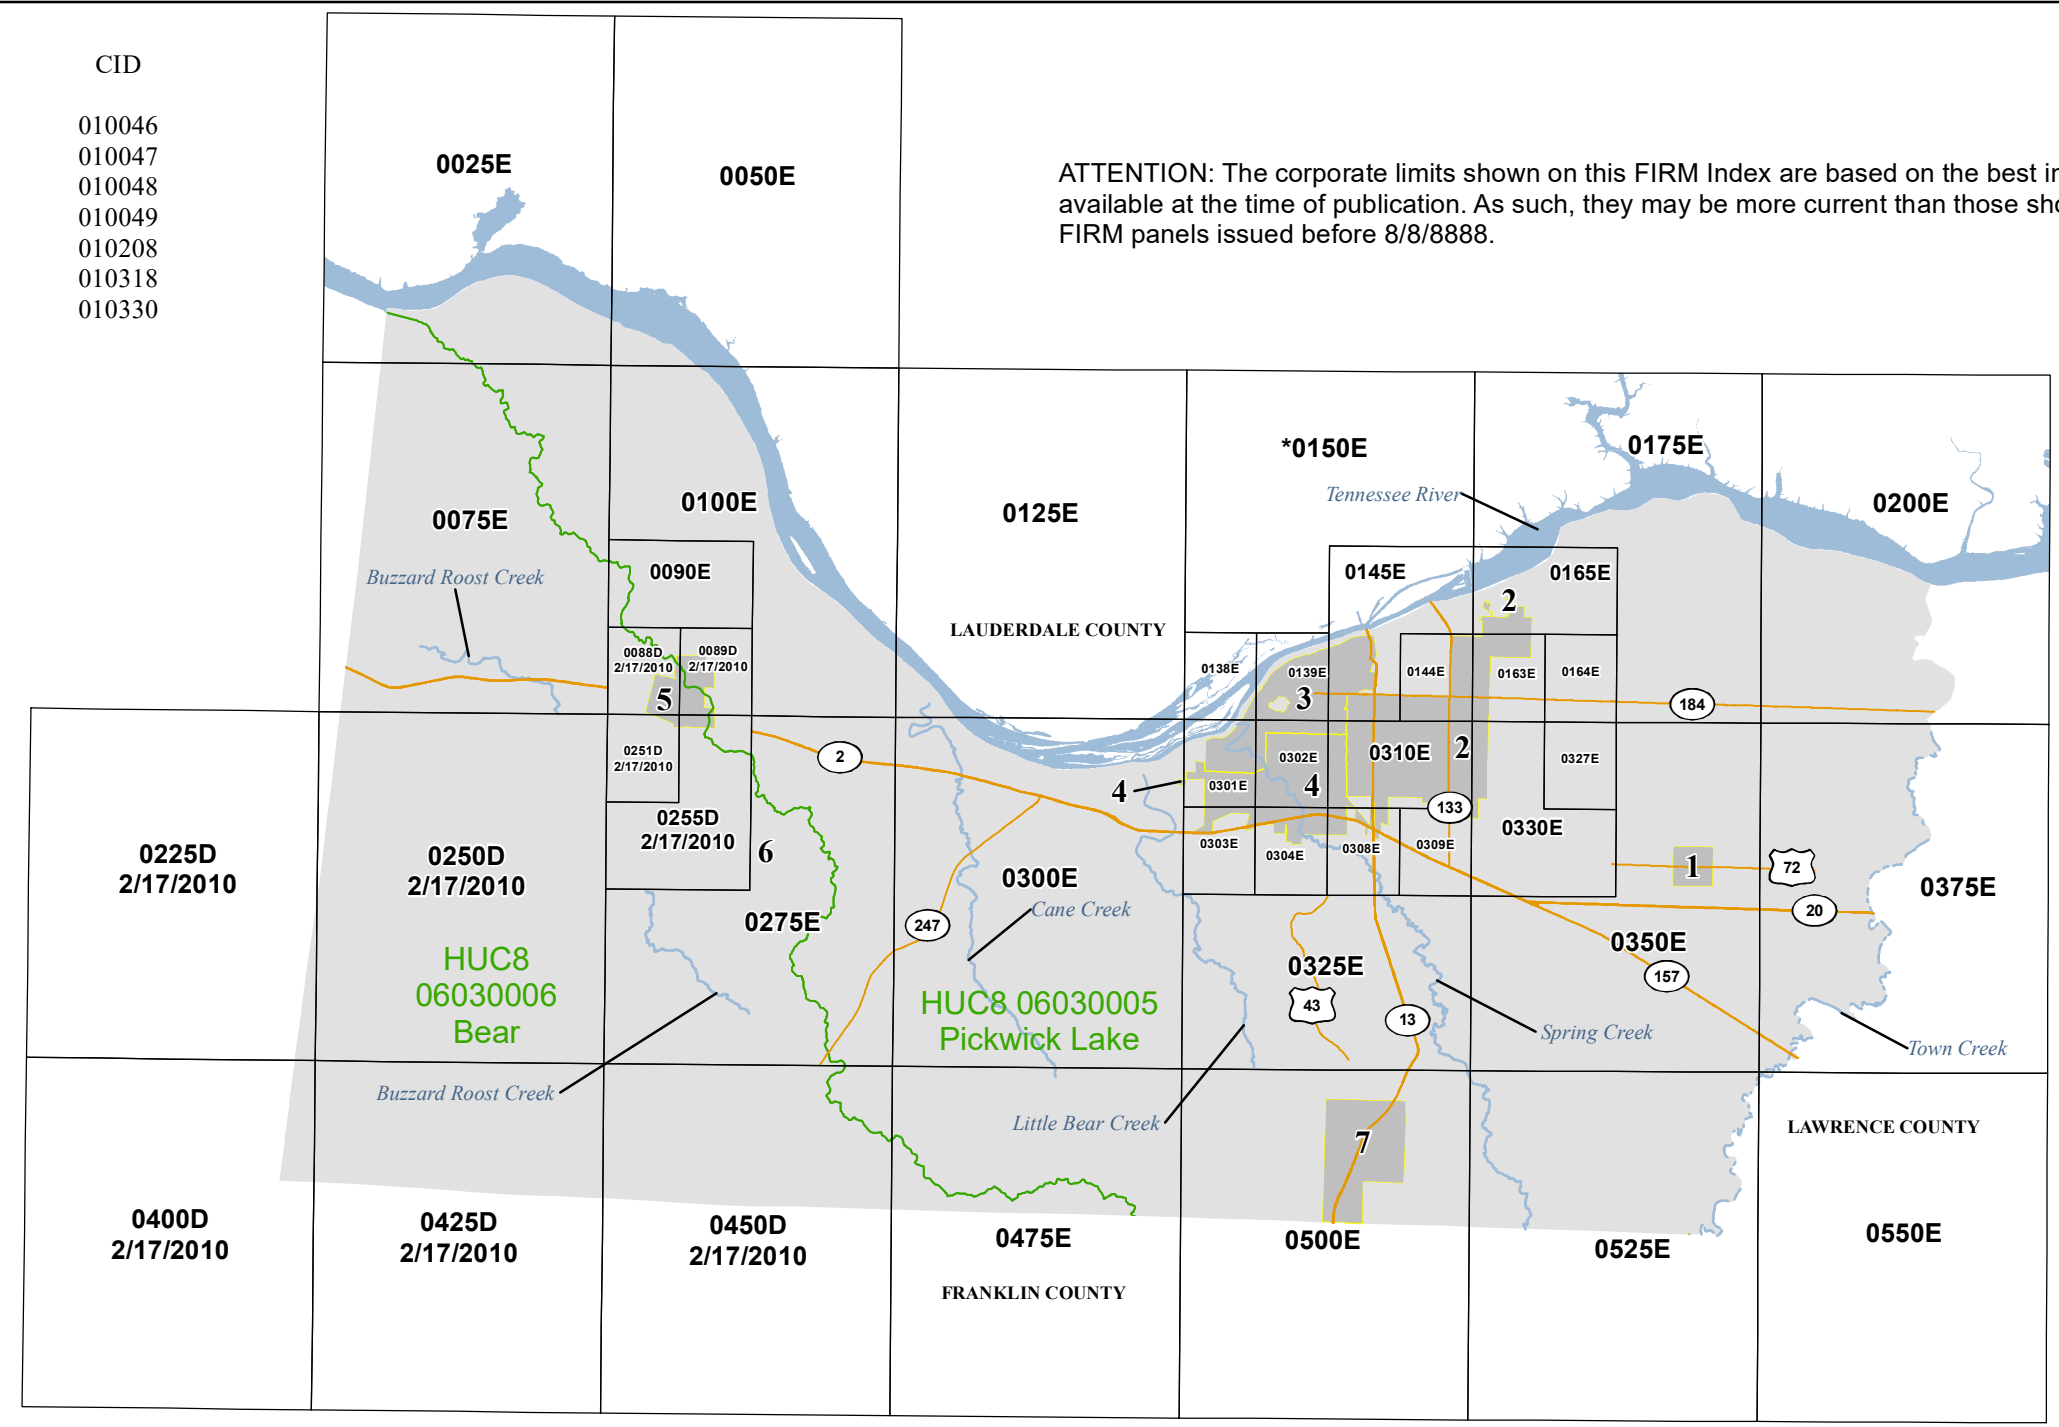 CID
010046
010047
010048
010049
010208
010318
010330
ATTENTION: The corporate limits shown on this FIRM Index are based on the best
available at the time of publication. As such, they may be more current than those
FIRM panels issued before 8/8/8888.
0025E
0050E
0075E
0100E
0125E
*0150E
0175E
0200E
Tennessee River
Buzzard Roost Creek
0090E
0145E
0165E
2
LAUDERDALE COUNTY
0088D
2/17/2010
0089D
2/17/2010
5
0138E
0139E
3
0144E
0163E
0164E
184
0251D
2/17/2010
2
0301E
0302E
4
4
0310E
2
0327E
133
0255D
2/17/2010
6
0303E
0304E
0308E
0309E
0330E
1
72
0225D
2/17/2010
0250D
2/17/2010
0275E
247
0300E
Cane Creek
0375E
20
0350E
157
0325E
43
13
HUC8
06030006
Bear
HUC8 06030005
Pickwick Lake
Spring Creek
Town Creek
Buzzard Roost Creek
Little Bear Creek
7
LAWRENCE COUNTY
0400D
2/17/2010
0425D
2/17/2010
0450D
2/17/2010
0475E
0500E
0525E
0550E
FRANKLIN COUNTY